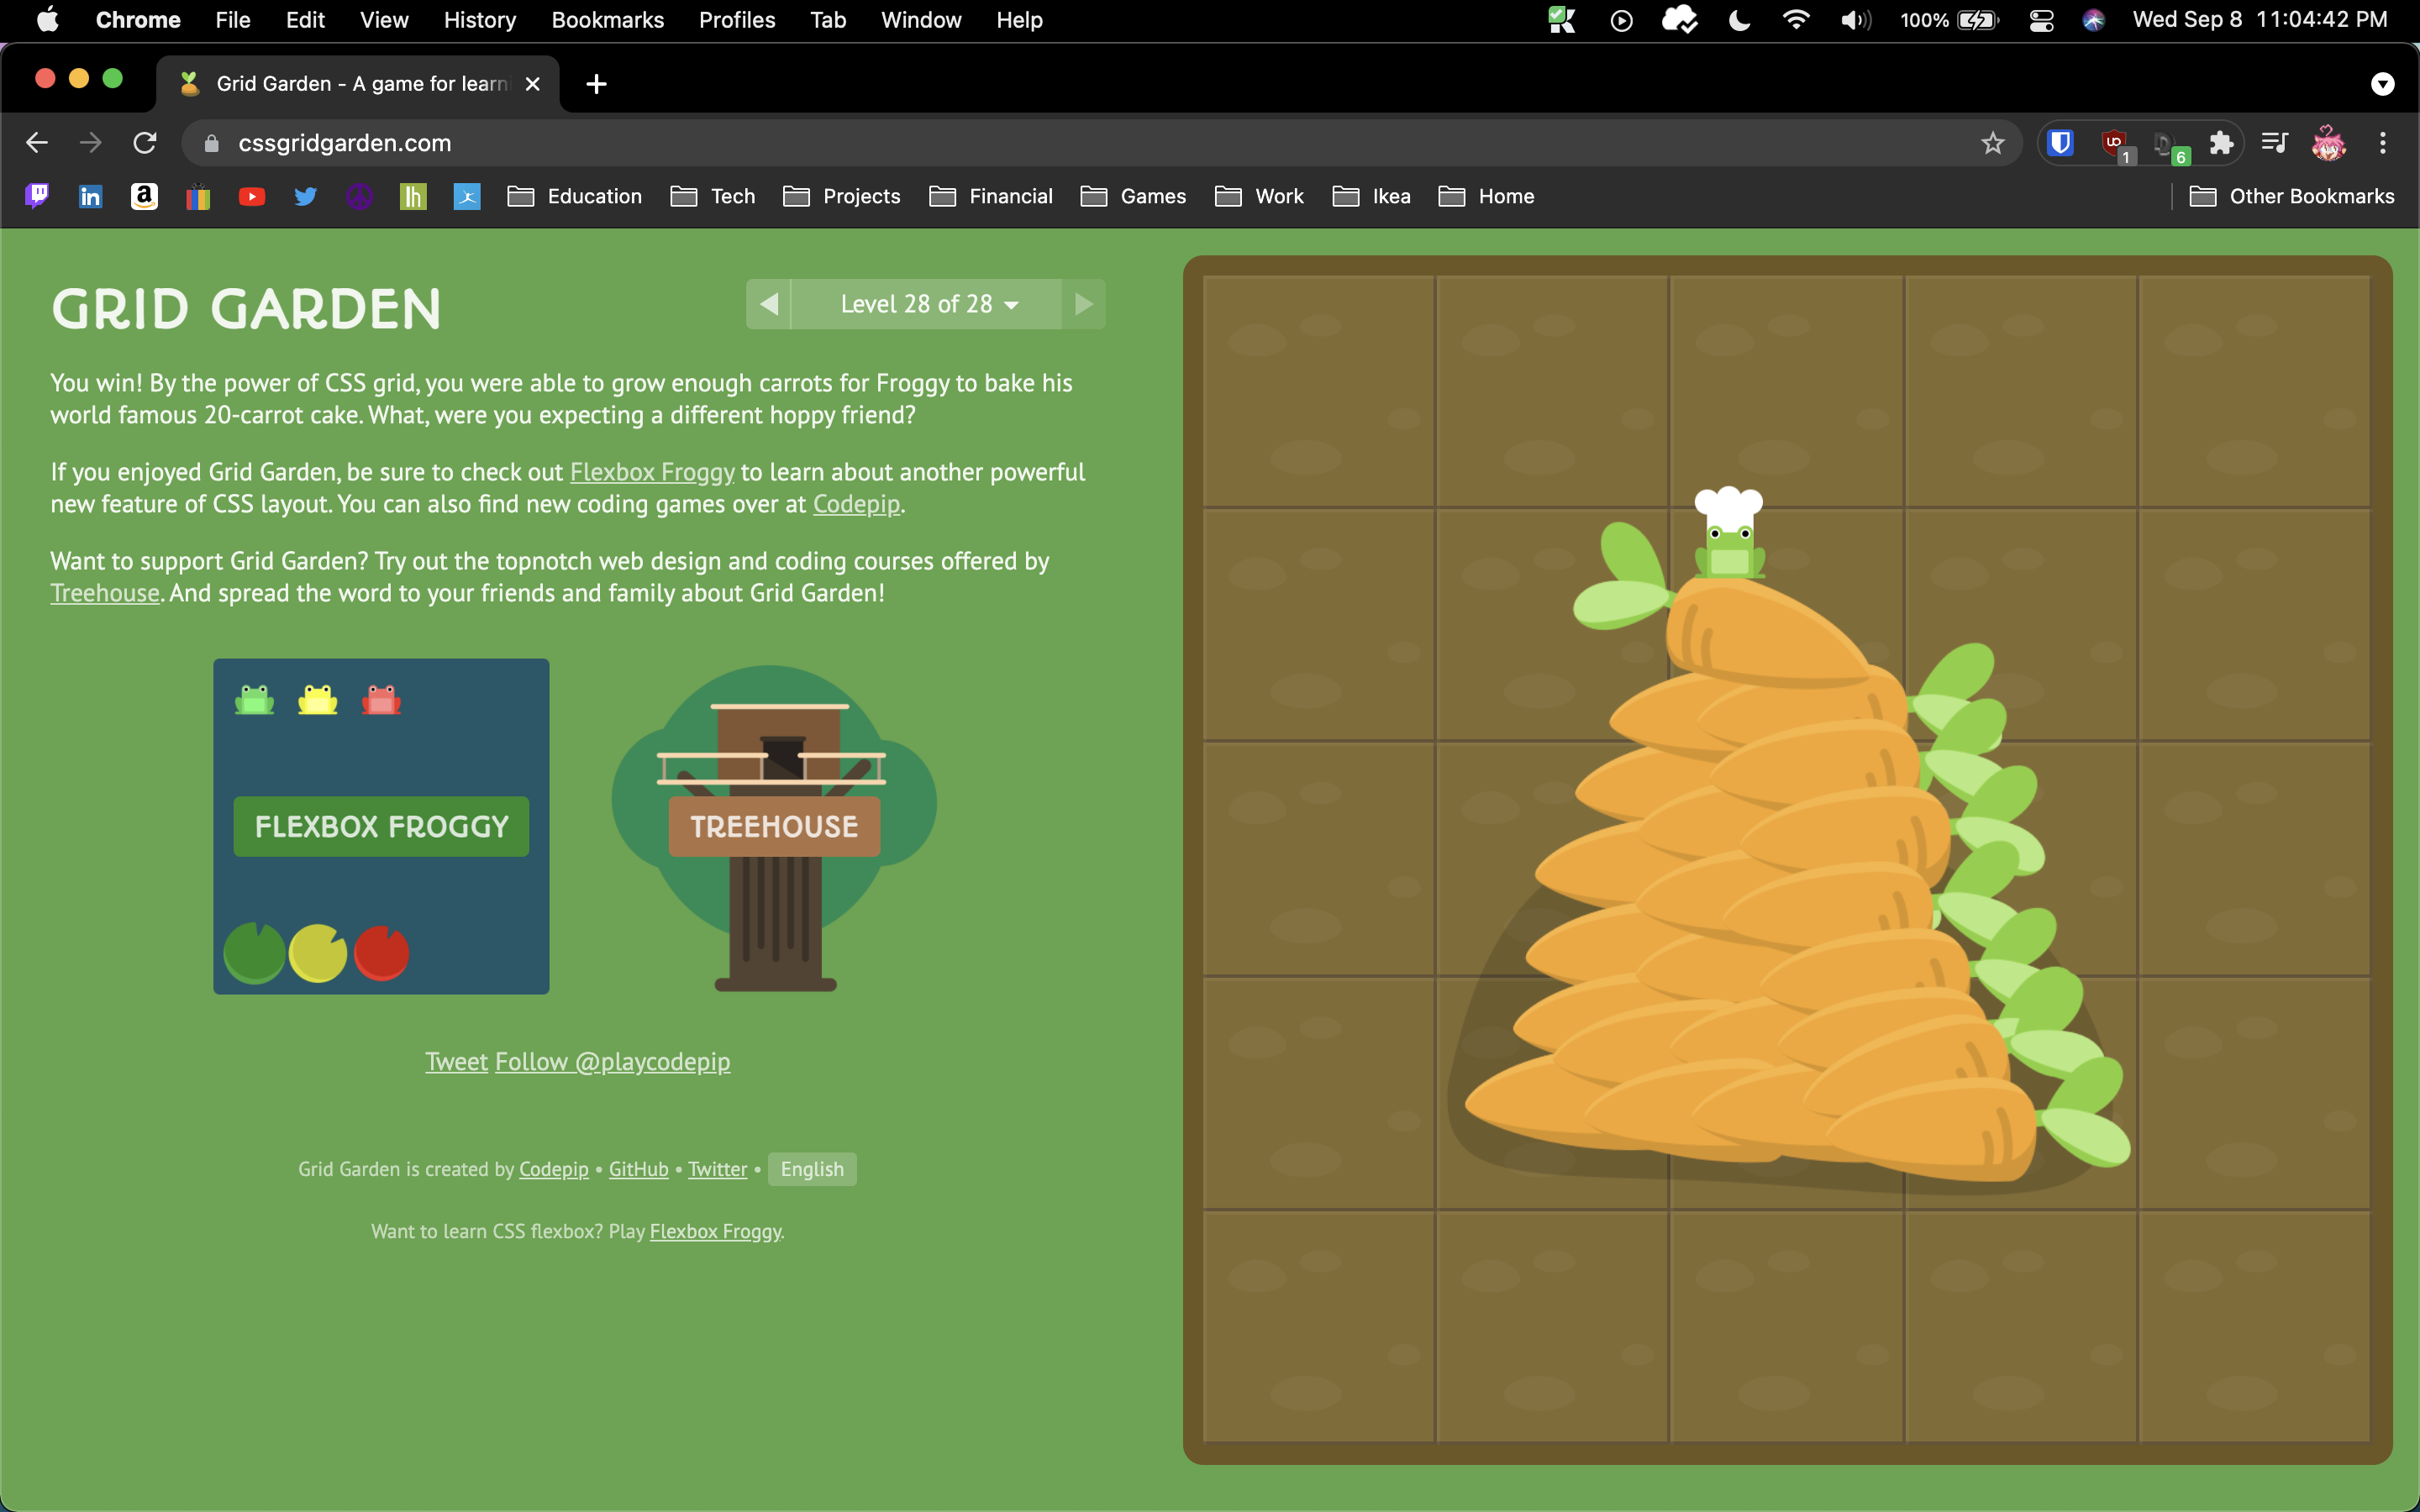 Chrome File Edit View History Bookmarks Profiles Tab Window Help 100% Wed Sep 8 11:04:42 PM
Grid Garden - A game for learn
cssgridgarden.com 1 6
Education Tech Projects Financial Games Work Ikea Home Other Bookmarks
GRID GARDEN
Level 28 of 28
You win! By the power of CSS grid, you were able to grow enough carrots for Froggy to bake his
world famous 20-carrot cake. What, were you expecting a different hoppy friend?
If you enjoyed Grid Garden, be sure to check out Flexbox Froggy to learn about another powerful
new feature of CSS layout. You can also find new coding games over at Codepip.
Want to support Grid Garden? Try out the topnotch web design and coding courses offered by
Treehouse. And spread the word to your friends and family about Grid Garden!
FLEXBOX FROGGY
TREEHOUSE
Tweet Follow @playcodepip
Grid Garden is created by Codepip • GitHub • Twitter • English
Want to learn CSS flexbox? Play Flexbox Froggy.